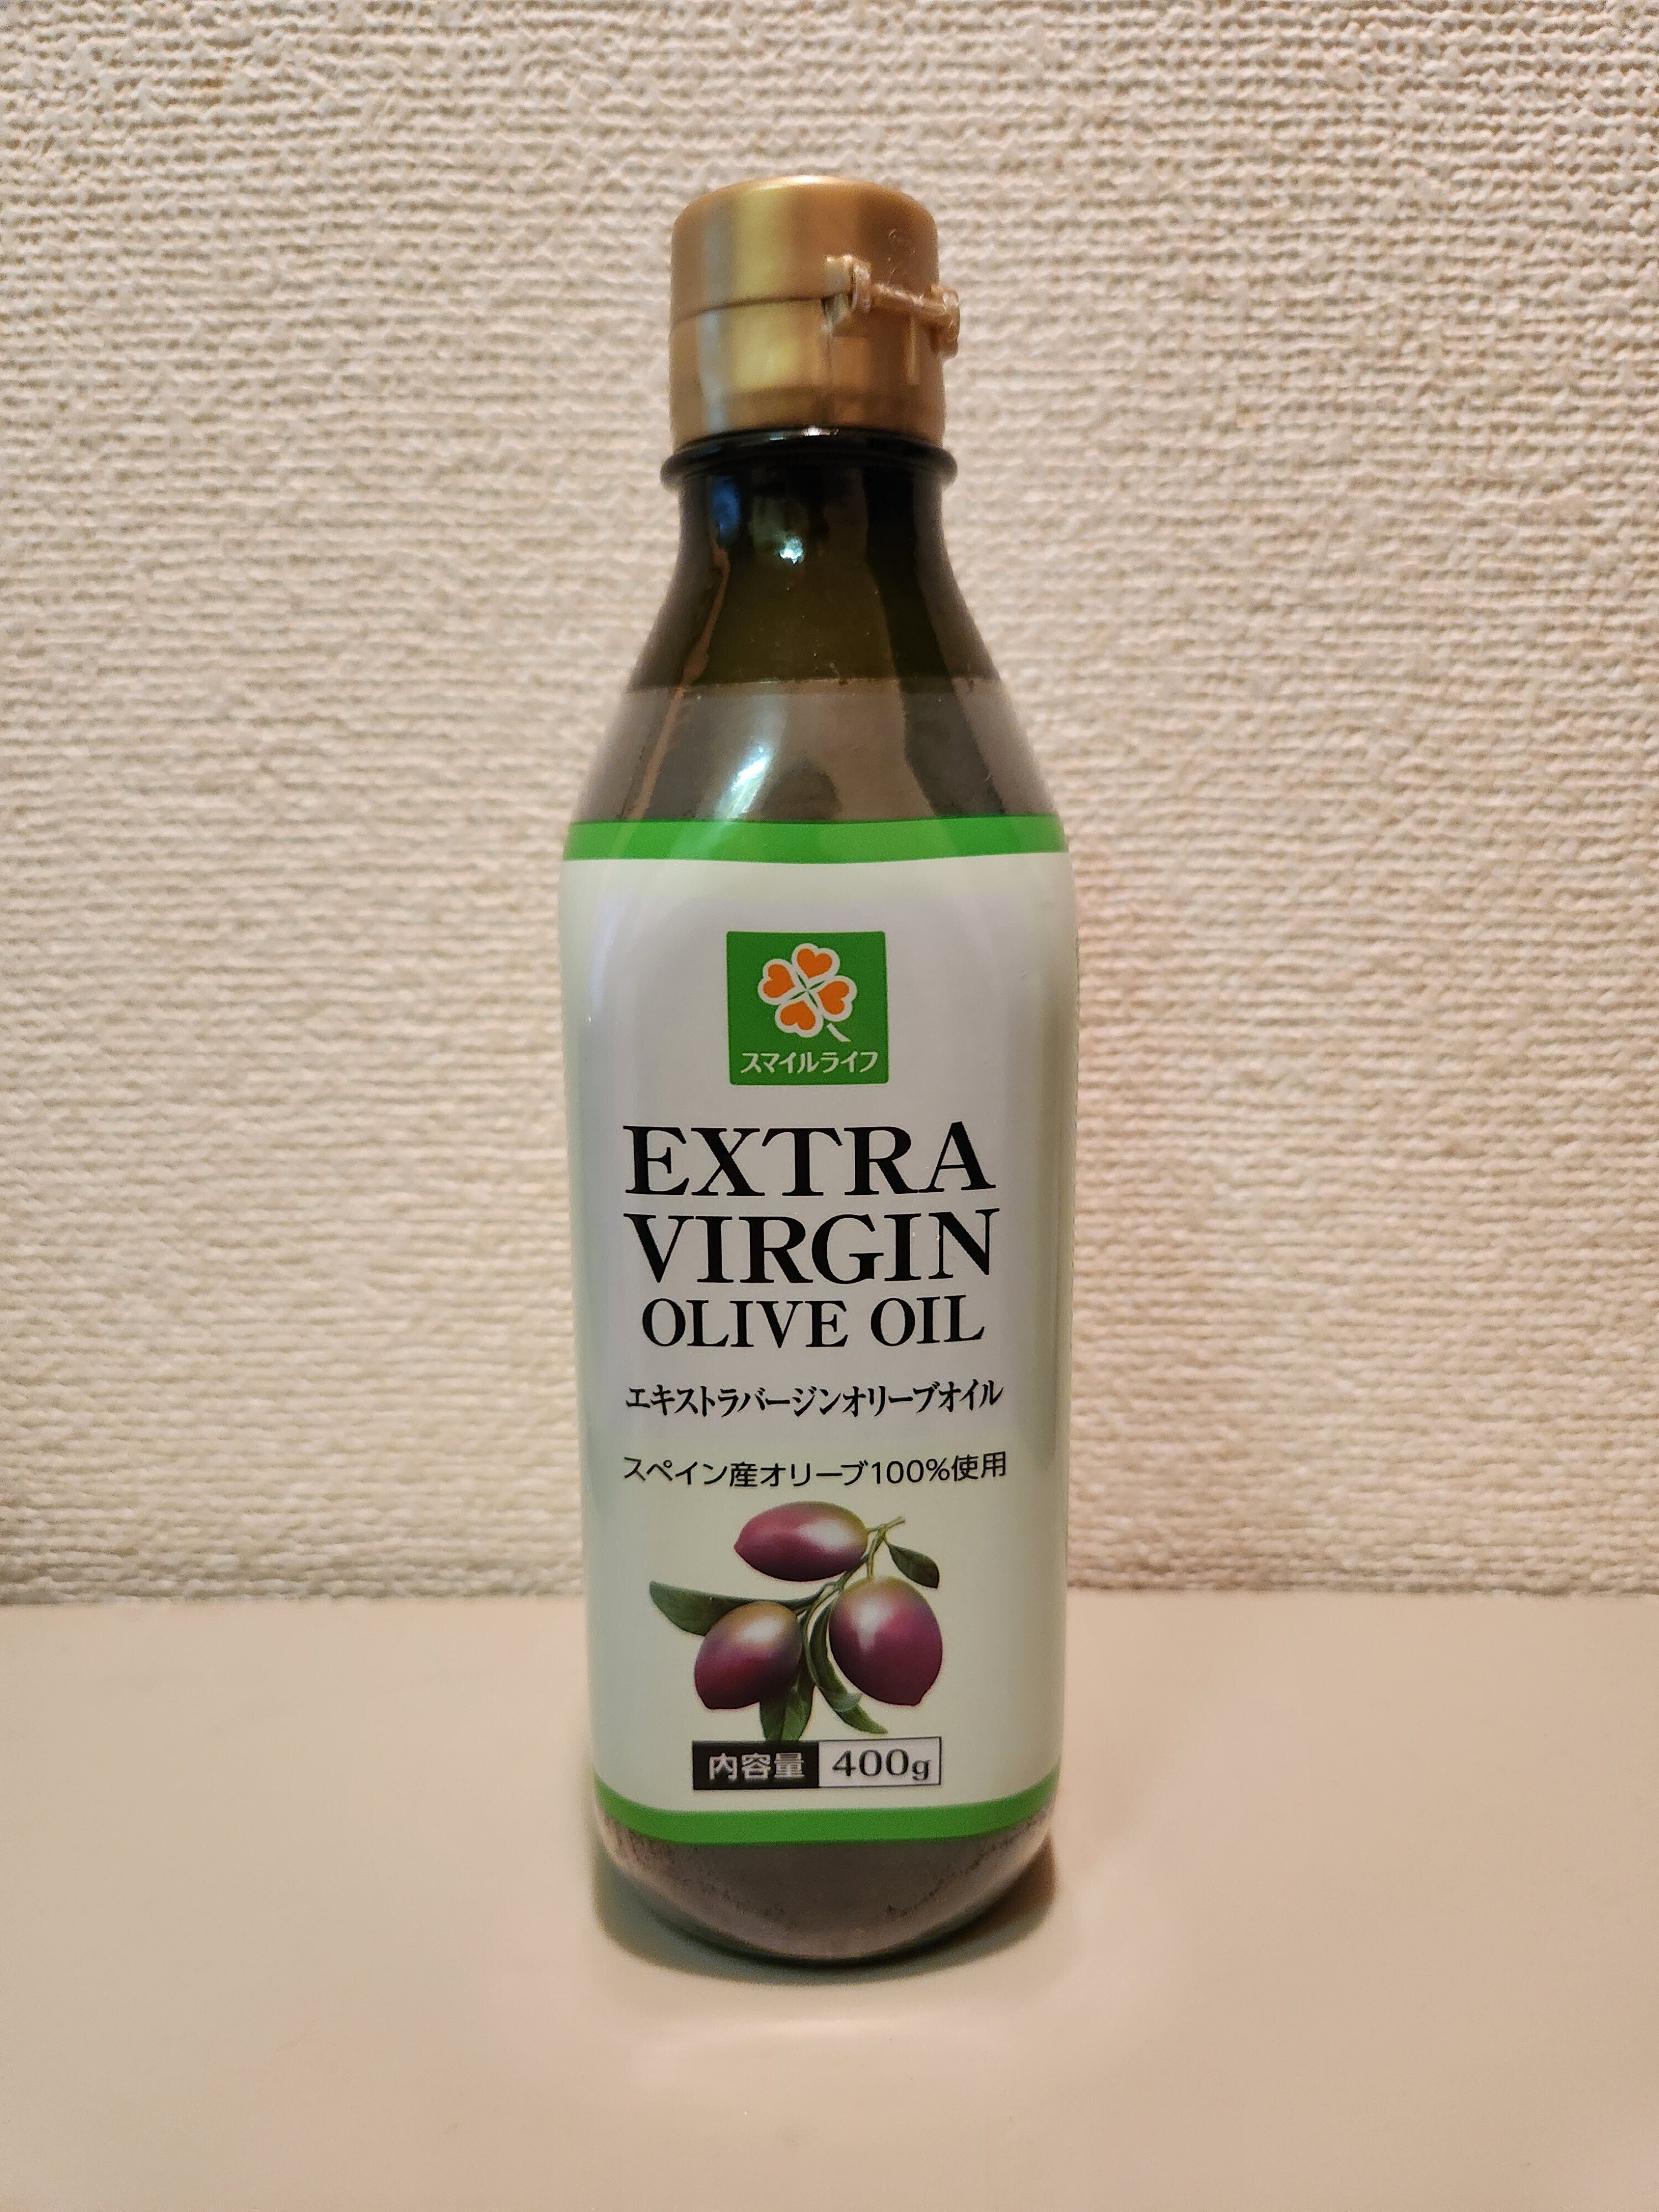 スマイルライフ
EXTRA
VIRGIN
OLIVE OIL
エキストラバージンオリーブオイル
スペイン産オリーブ100%使用
内容量 400g